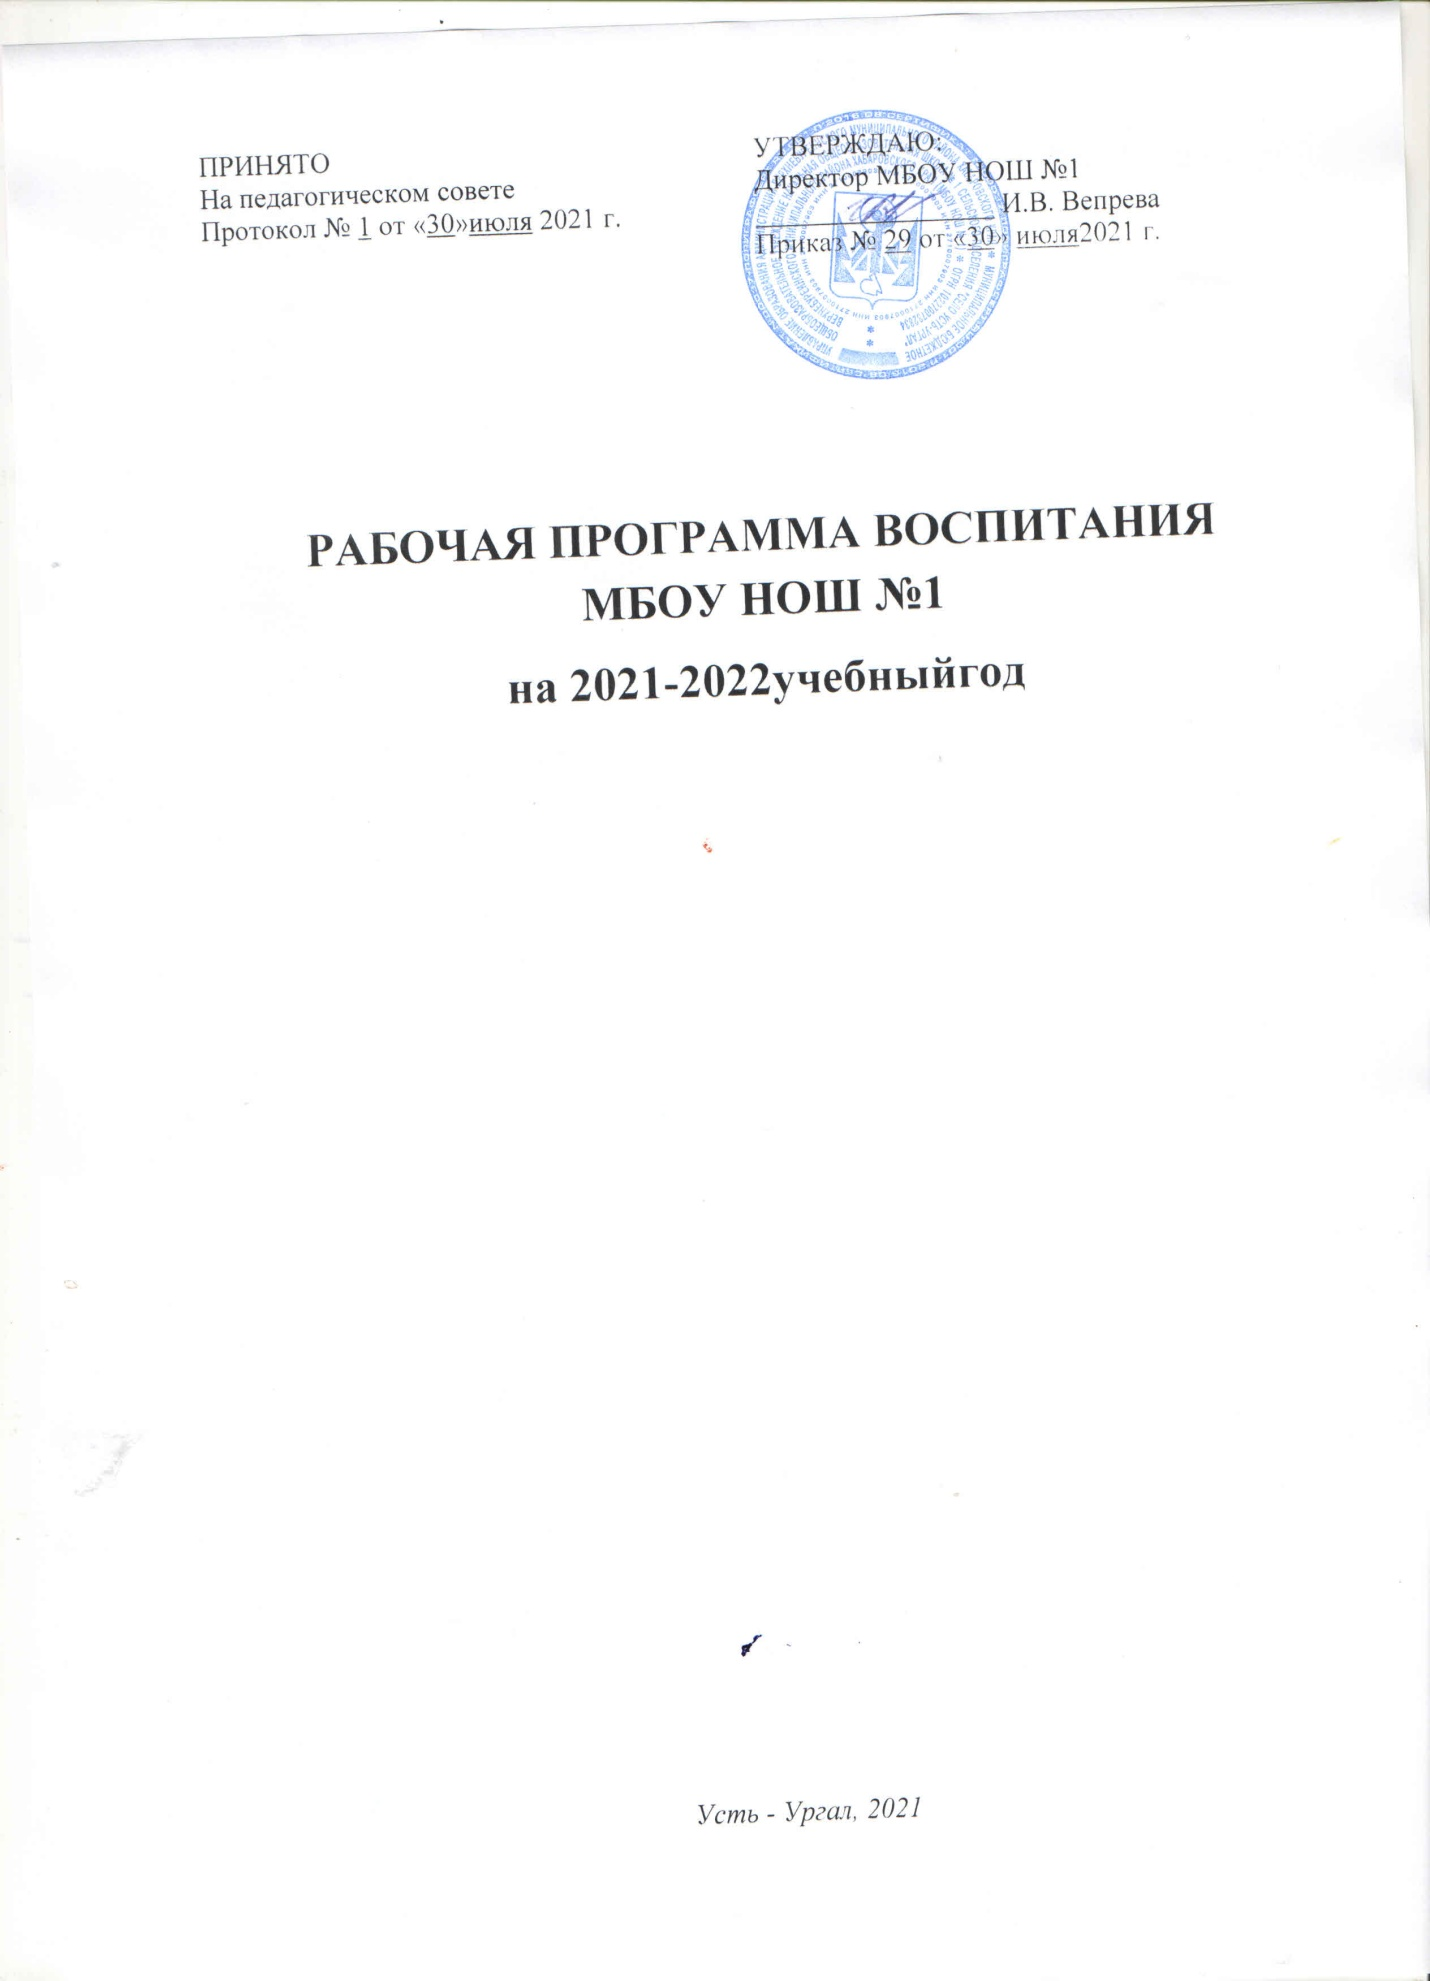 ПРИНЯТО
На педагогическом совете
Протокол № 1 от «30»июля 2021 г.
УТВЕРЖДАЮ:
Директор МБОУ НОШ №1
И.В. Вепрева
Приказ № 29 от «30» июля2021 г.
РАБОЧАЯ ПРОГРАММА ВОСПИТАНИЯ
МБОУ НОШ №1
на 2021-2022учебныйгод
Усть - Ургал, 2021